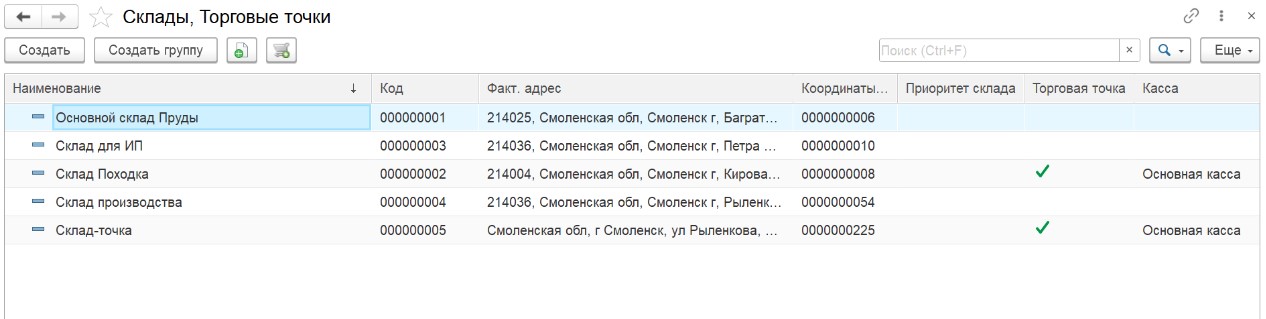 Склады, Торговые точки
Создать Создать группу Поиск (Ctrl+F) × Еще
Наименование ↓ Код Факт. адрес Координаты... Приоритет склада Торговая точка Касса
Основной склад Пруды 000000001 214025, Смоленская обл, Смоленск г, Баграт... 0000000006
Склад для ИП 000000003 214036, Смоленская обл, Смоленск г, Петра ... 0000000010
Склад Походка 000000002 214004, Смоленская обл, Смоленск г, Кирова... 0000000008 Основная касса
Склад производства 000000004 214036, Смоленская обл, Смоленск г, Рыленк... 0000000054
Склад-точка 000000005 Смоленская обл, г Смоленск, ул Рыленкова, ... 0000000225 Основная касса